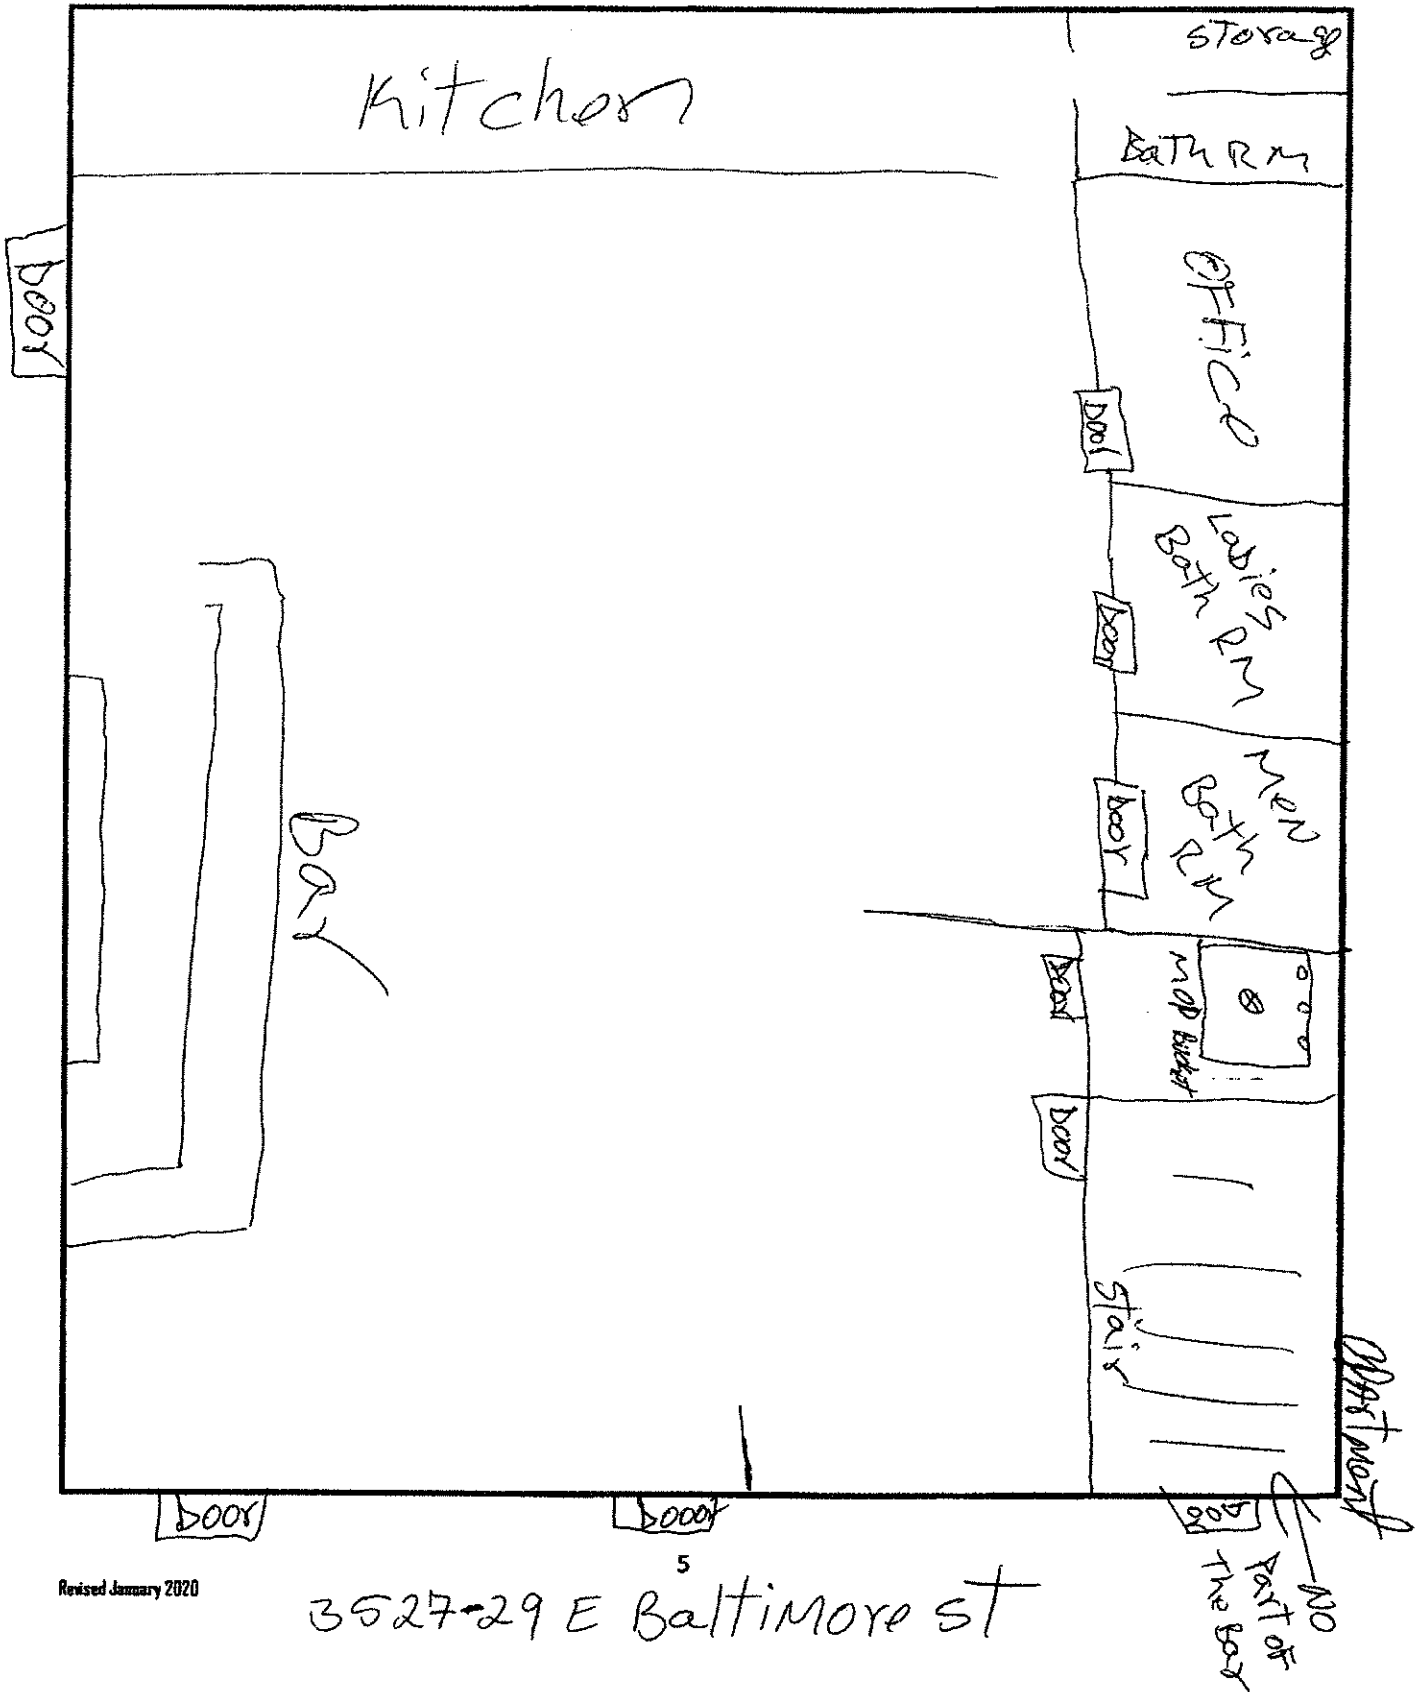 storage
Kitchen
Bath RM
Door
OFFice
Door
Ladies
Bath RM
Door
Men
Bath
RM
Door
Bar
Door
Mop Bucket
Door
Stair
Apartment
Door
Door
Door
No
Part of
The Bar
5
Revised January 2020
3527-29 E Baltimore st